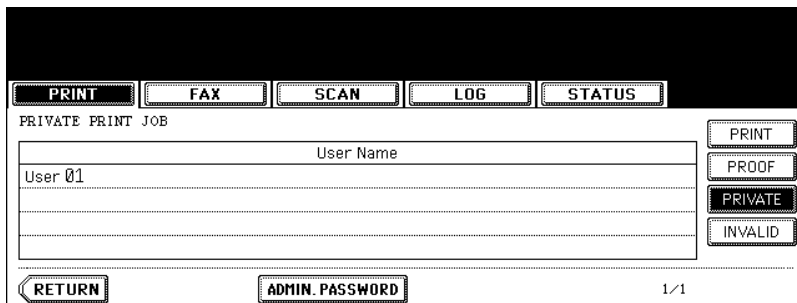 PRINT FAX SCAN LOG STATUS
PRIVATE PRINT JOB
User Name
User 01
PRINT
PROOF
PRIVATE
INVALID
RETURN
ADMIN.PASSWORD
1/1